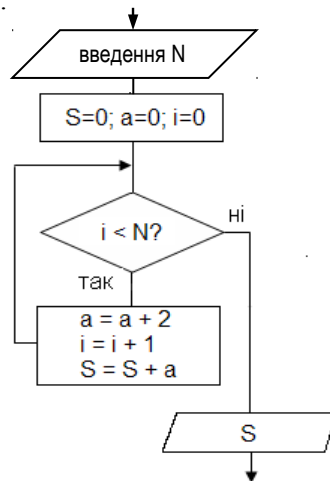 введення N
S=0; a=0; i=0
i < N?
ні
так
a = a + 2
i = i + 1
S = S + a
S